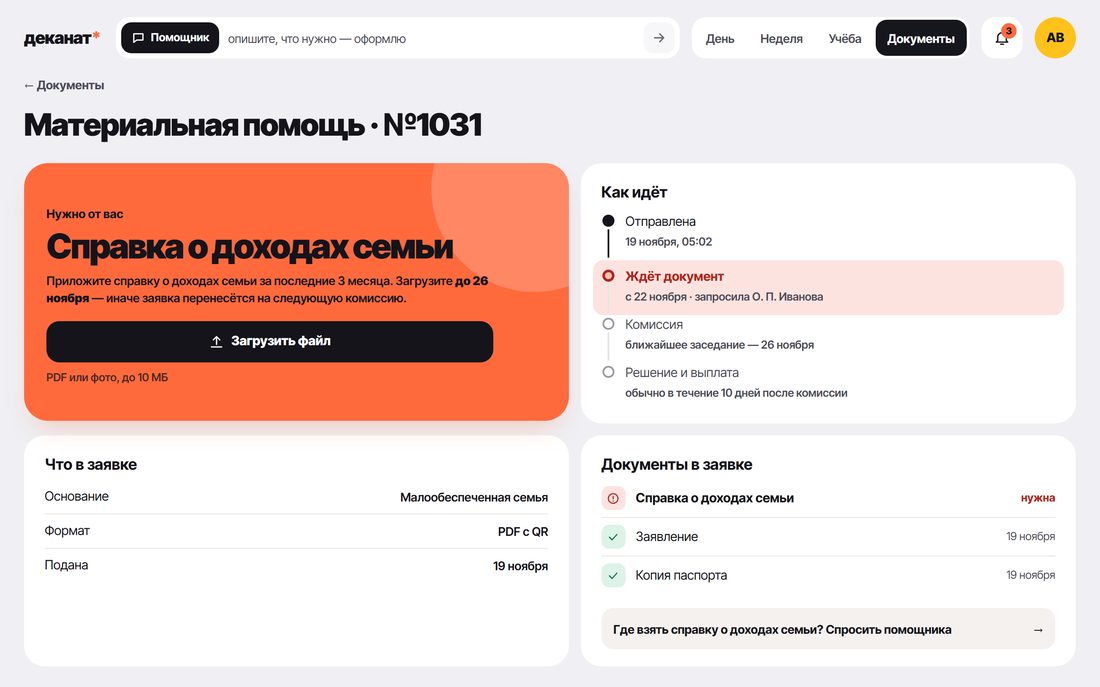 деканат*
Помощник
опишите, что нужно — оформлю
→
День
Неделя
Учёба
Документы
3
АВ
← Документы
Материальная помощь · №1031
Нужно от вас
Справка о доходах семьи
Приложите справку о доходах семьи за последние 3 месяца. Загрузите до 26
ноября — иначе заявка перенесётся на следующую комиссию.
Загрузить файл
PDF или фото, до 10 МБ
Как идёт
Отправлена
19 ноября, 05:02
Ждёт документ
с 22 ноября · запросила О. П. Иванова
Комиссия
ближайшее заседание — 26 ноября
Решение и выплата
обычно в течение 10 дней после комиссии
Что в заявке
Основание
Малообеспеченная семья
Формат
PDF с QR
Подана
19 ноября
Документы в заявке
Справка о доходах семьи
нужна
Заявление
19 ноября
Копия паспорта
19 ноября
Где взять справку о доходах семьи? Спросить помощника →